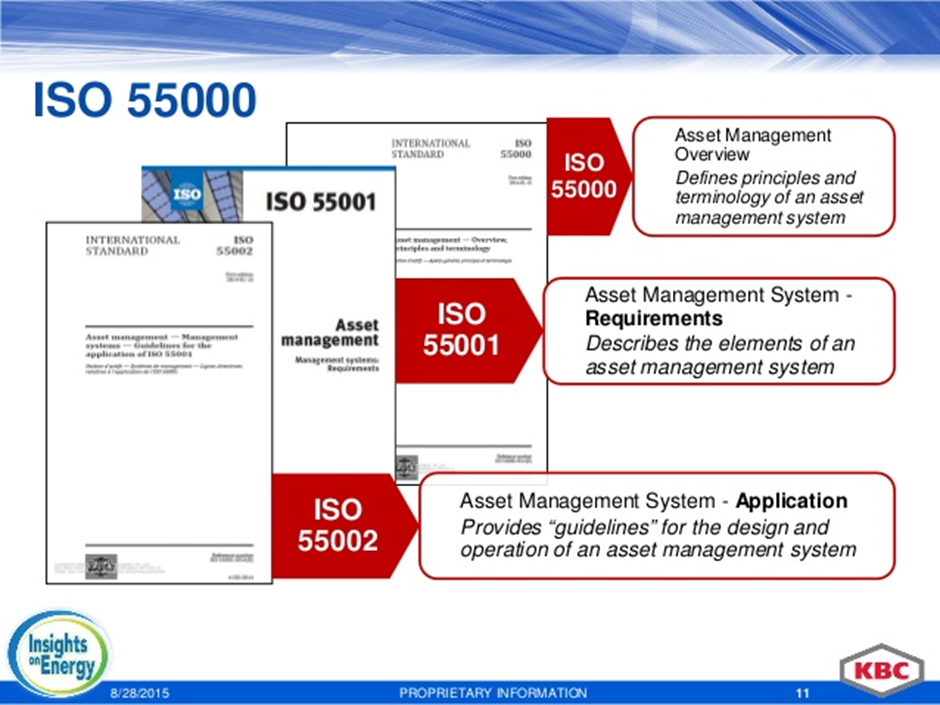 ISO 55000
INTERNATIONAL ISO
STANDARD 55000
Asset management — Overview,
principles and terminology
ISO
ISO 55001
Asset
management
Management systems:
Requirements
INTERNATIONAL ISO
STANDARD 55002
Asset management — Management
systems — Guidelines for the
application of ISO 55001
ISO
55000
Asset Management
Overview
Defines principles and
terminology of an asset
management system
ISO
55001
Asset Management System -
Requirements
Describes the elements of an
asset management system
ISO
55002
Asset Management System - Application
Provides “guidelines” for the design and
operation of an asset management system
Insights
on
Energy
8/28/2015
PROPRIETARY INFORMATION
11
KBC